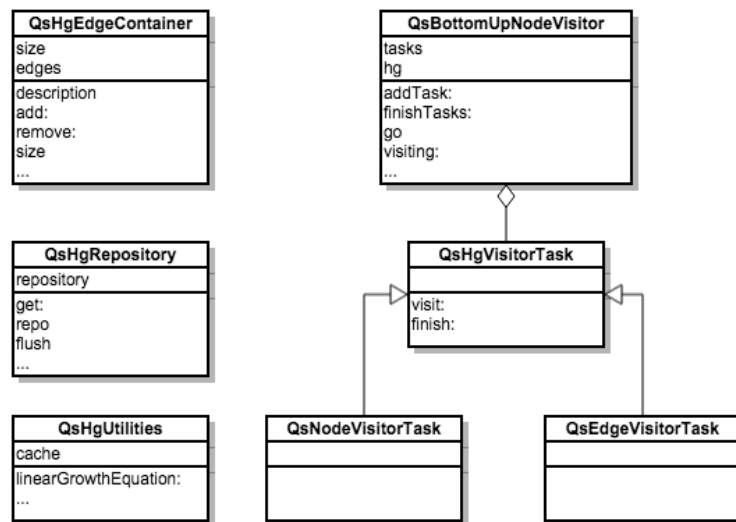 QsHgEdgeContainer
size
edges
description
add:
remove:
size
...
QsBottomUpNodeVisitor
tasks
hg
addTask:
finishTasks:
go
visiting:
...
QsHgRepository
repository
get:
repo
flush
...
QsHgVisitorTask
visit:
finish:
QsHgUtilities
cache
linearGrowthEquation:
...
QsNodeVisitorTask
QsEdgeVisitorTask